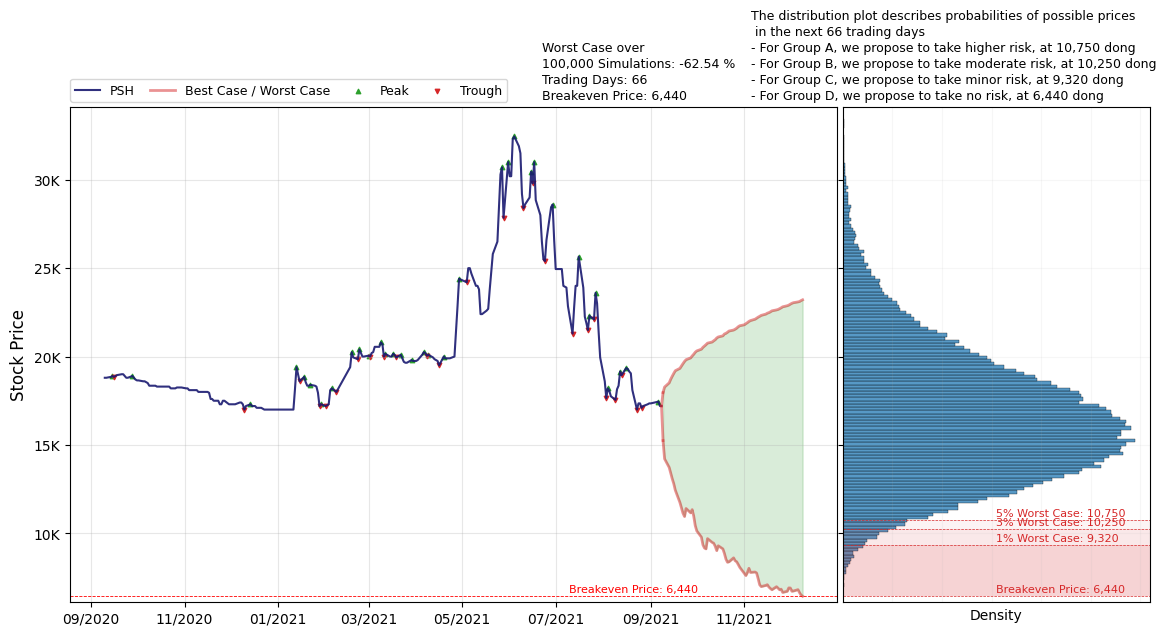 The distribution plot describes probabilities of possible prices
in the next 66 trading days
- For Group A, we propose to take higher risk, at 10,750 dong
- For Group B, we propose to take moderate risk, at 10,250 dong
- For Group C, we propose to take minor risk, at 9,320 dong
- For Group D, we propose to take no risk, at 6,440 dong
Worst Case over
100,000 Simulations: -62.54 %
Trading Days: 66
Breakeven Price: 6,440
PSH
Best Case / Worst Case
Peak
Trough
Stock Price
30K
25K
20K
15K
10K
Breakeven Price: 6,440
09/2020
11/2020
01/2021
03/2021
05/2021
07/2021
09/2021
11/2021
5% Worst Case: 10,750
3% Worst Case: 10,250
1% Worst Case: 9,320
Breakeven Price: 6,440
Density